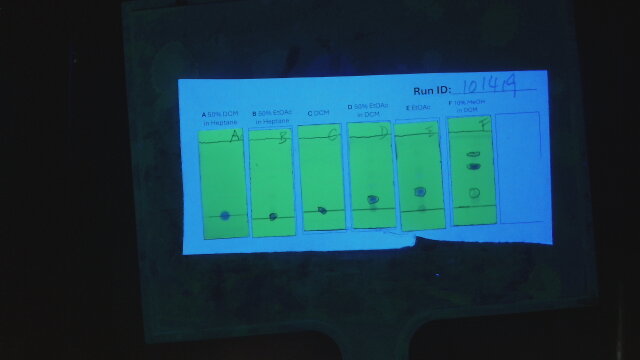 Run ID: 101419
A 50% DCM in Heptane
B 50% EtOAc in Heptane
C DCM
D 50% EtOAc in DCM
E EtOAc
F 10% MeOH in DCM
A B C D E F